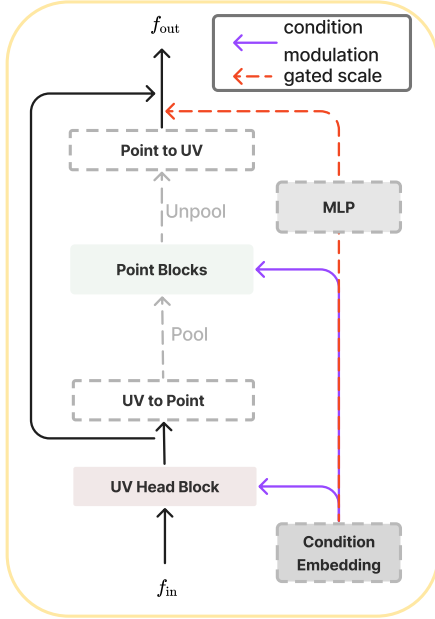 f_out
condition
modulation
gated scale
Point to UV
Unpool
MLP
Point Blocks
Pool
UV to Point
UV Head Block
Condition
Embedding
f_in